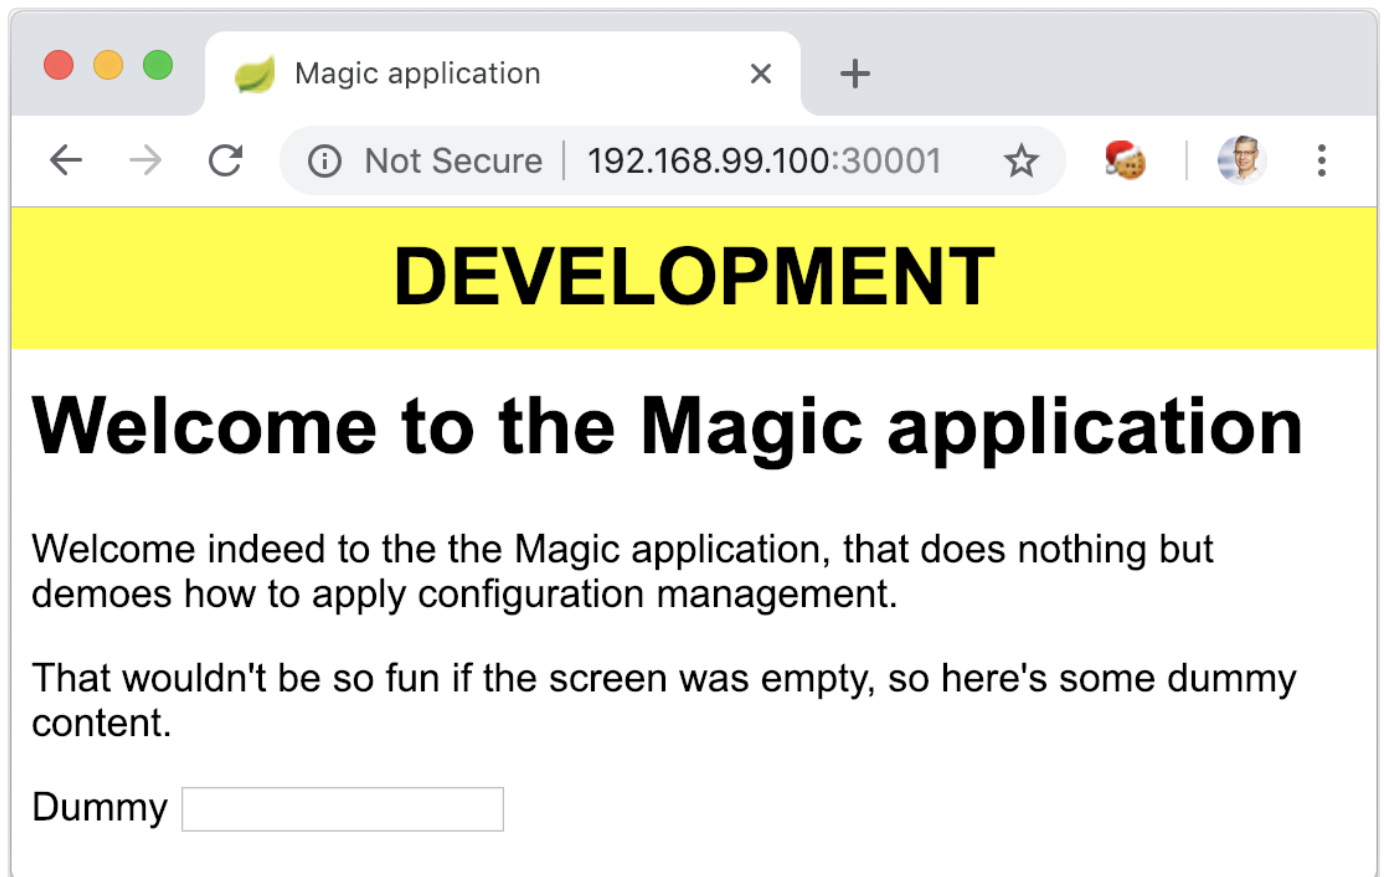 Magic application
Not Secure 192.168.99.100:30001
DEVELOPMENT
Welcome to the Magic application
Welcome indeed to the the Magic application, that does nothing but
demoes how to apply configuration management.
That wouldn't be so fun if the screen was empty, so here's some dummy
content.
Dummy